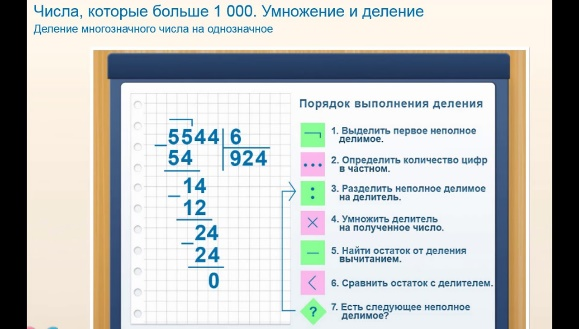 Числа, которые больше 1 000. Умножение и деление
Деление многозначного числа на однозначное
5544 6
54 924
14
12
24
24
0
Порядок выполнения деления
1. Выделить первое неполное
делимое.
2. Определить количество цифр
в частном.
3. Разделить неполное делимое
на делитель.
4. Умножить делитель
на полученное число.
5. Найти остаток от деления
вычитанием.
6. Сравнить остаток с делителем.
7. Есть следующее неполное
делимое?